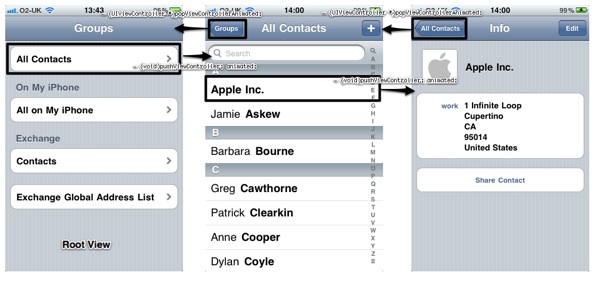 O2-UK 13:43
Groups
All Contacts
On My iPhone
All on My iPhone
Exchange
Contacts
Exchange Global Address List
Root View
- (UIViewController *)popViewControllerAnimated:
- (void)pushViewController: animated:
O2-UK 14:00
Groups All Contacts +
Search
A
Apple Inc.
Jamie Askew
B
Barbara Bourne
C
Greg Cawthorne
Patrick Clearkin
Anne Cooper
Dylan Coyle
- (UIViewController *)popViewControllerAnimated:
- (void)pushViewController: animated:
14:00 99%
All Contacts Info Edit
Apple Inc.
work 1 Infinite Loop
Cupertino
CA
95014
United States
Share Contact